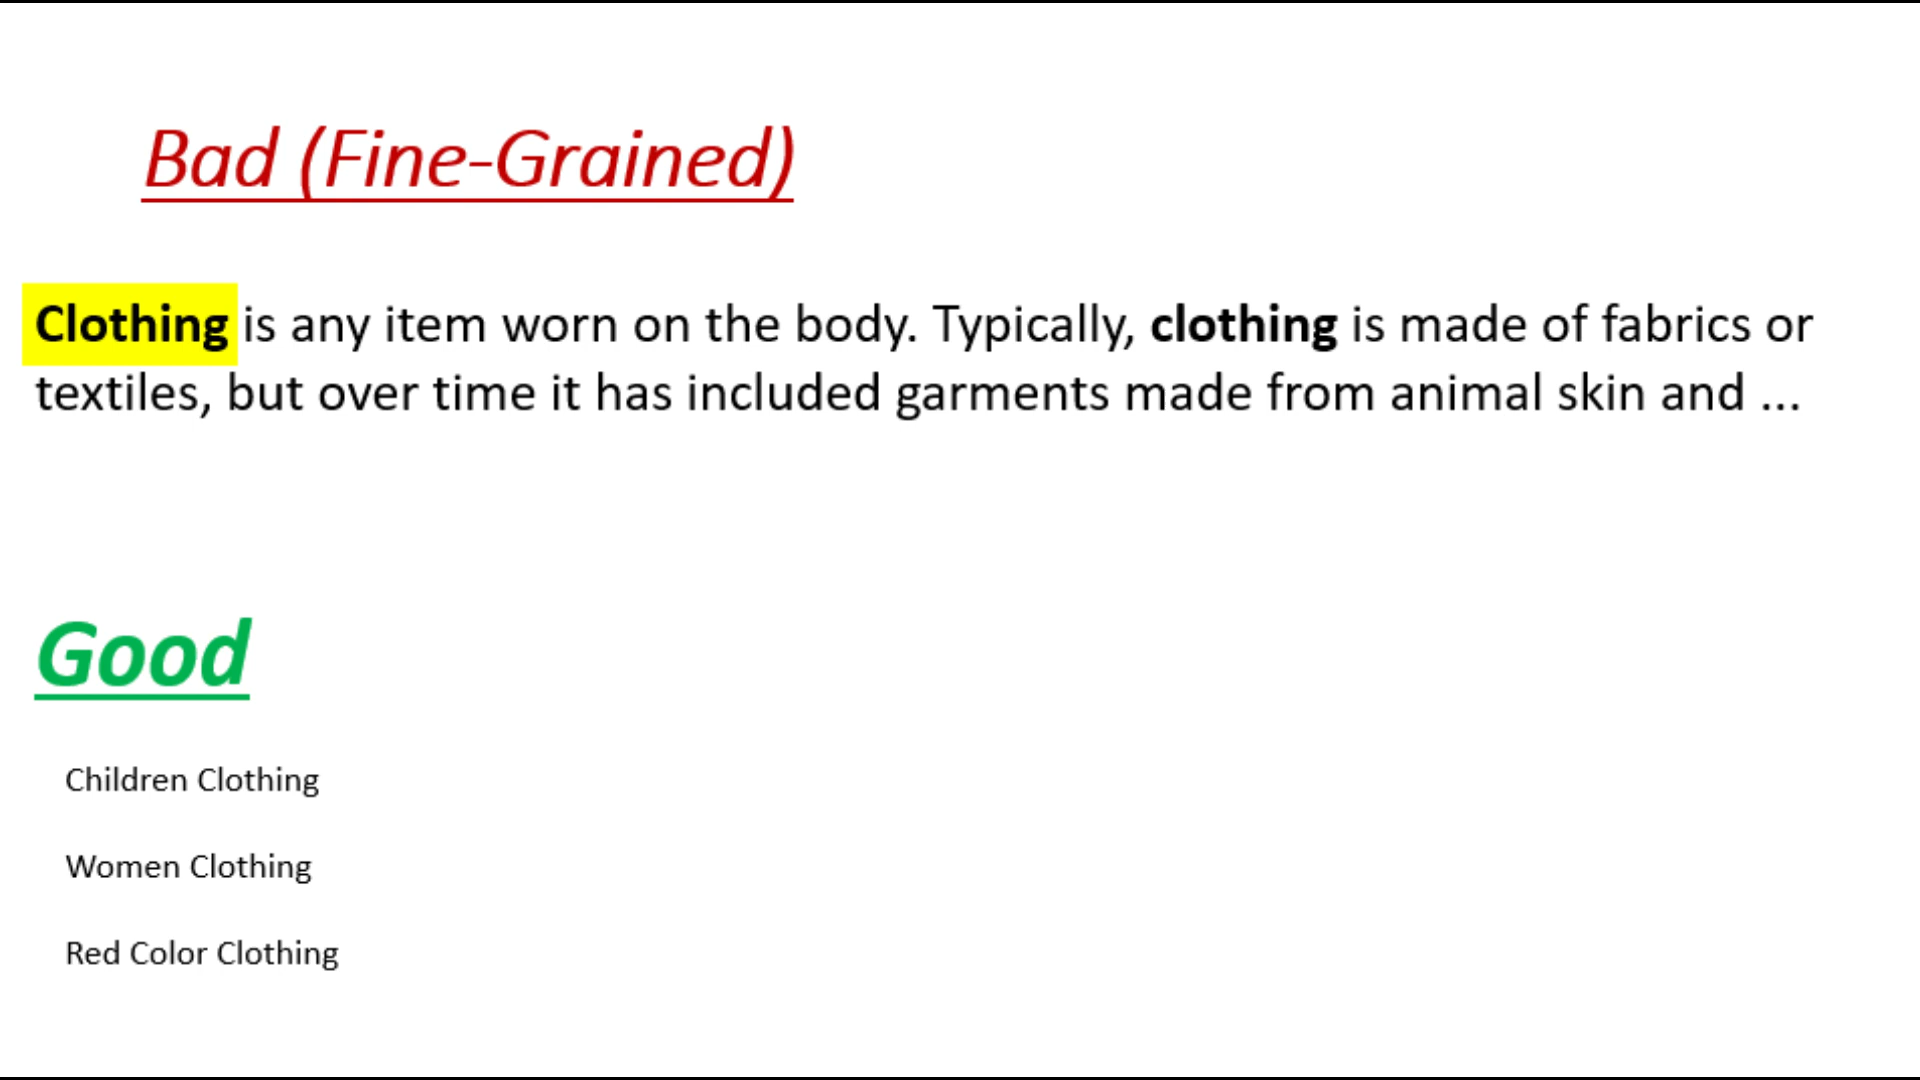 Bad (Fine-Grained)
Clothing is any item worn on the body. Typically, clothing is made of fabrics or
textiles, but over time it has included garments made from animal skin and ...
Good
Children Clothing
Women Clothing
Red Color Clothing